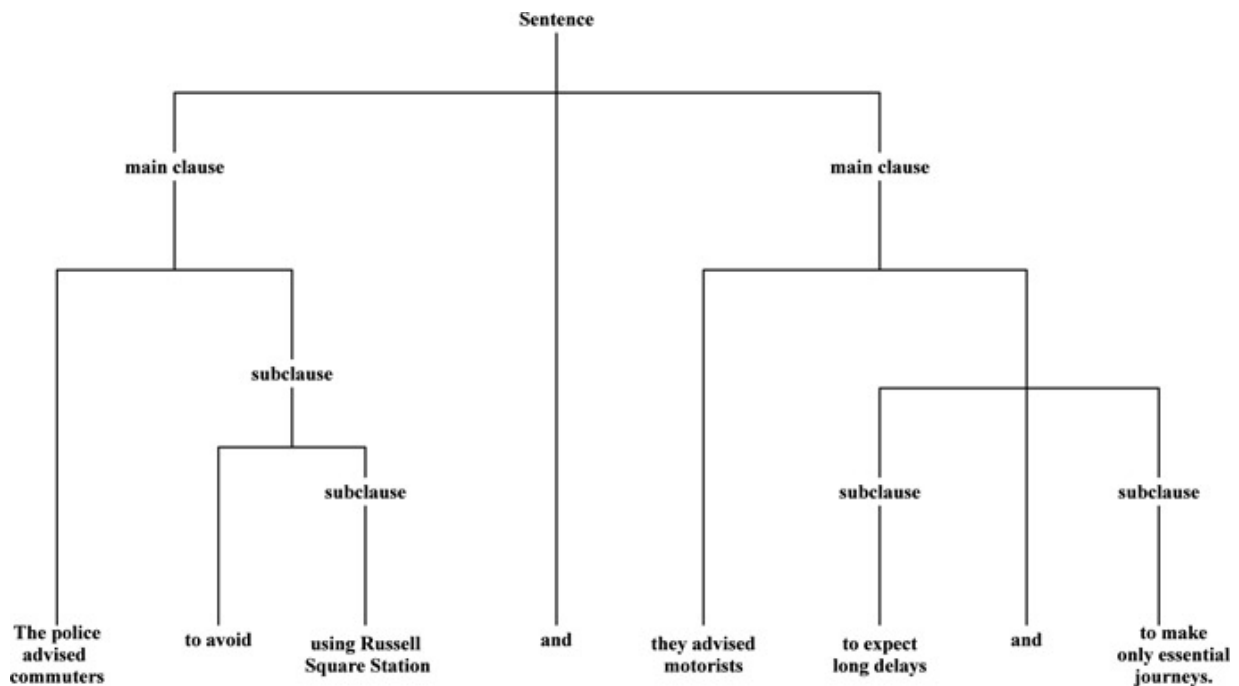 Sentence
main clause
main clause
subclause
subclause
subclause
subclause
The police
advised
commuters
to avoid
using Russell
Square Station
and
they advised
motorists
to expect
long delays
and
to make
only essential
journeys.